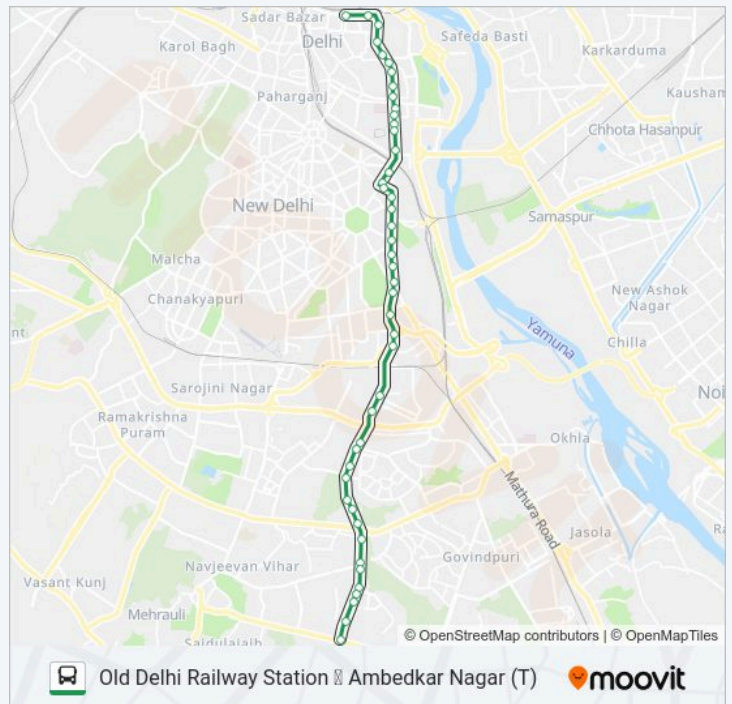 Sadar Bazar
Delhi
Safeda Basti
Karol Bagh
Karkarduma
Paharganj
Kausham
Chhota Hasanpur
New Delhi
Samaspur
Malcha
Chanakyapuri
New Ashok
Nagar
Yamuna
Chilla
Sarojini Nagar
Noi
Ramakrishna
Puram
Okhla
Mathura Road
Jasola
Govindpuri
Navjeevan Vihar
Vasant Kunj
Mehrauli
Saidulajaib
© OpenStreetMap contributors | © OpenMapTiles
Old Delhi Railway Station Ambedkar Nagar (T)
moovit